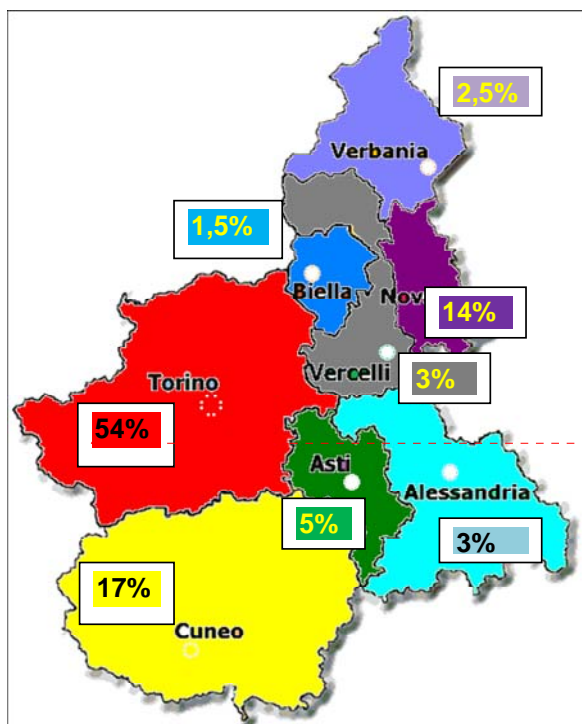 2,5%
Verbania
1,5%
Biella
Nov
14%
Vercelli
3%
Torino
54%
Asti
Alessandria
5%
3%
17%
Cuneo